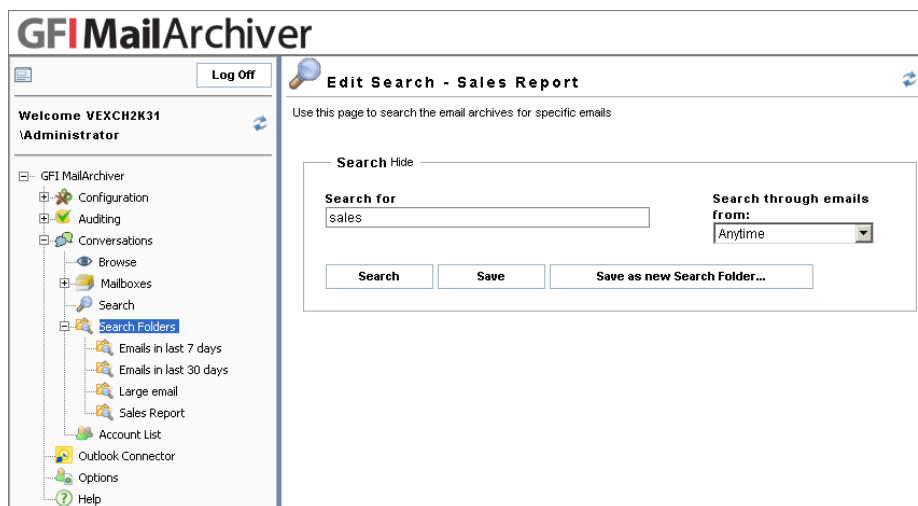 GFI MailArchiver
Log Off
Welcome VEXCH2K31
\Administrator
GFI MailArchiver
Configuration
Auditing
Conversations
Browse
Mailboxes
Search
Search Folders
Emails in last 7 days
Emails in last 30 days
Large email
Sales Report
Account List
Outlook Connector
Options
Help
Edit Search - Sales Report
Use this page to search the email archives for specific emails
Search Hide
Search for
sales
Search through emails
from:
Anytime
Search
Save
Save as new Search Folder...